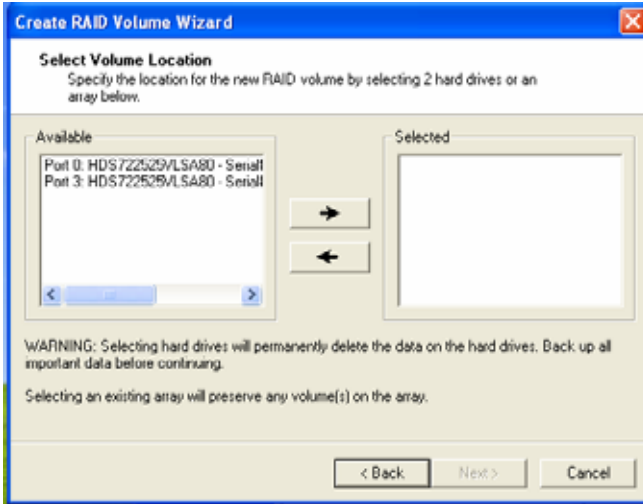 Create RAID Volume Wizard
Select Volume Location
Specify the location for the new RAID volume by selecting 2 hard drives or an
array below.
Available
Selected
Port 0: HDS722525VLSA80 - Serial
Port 3: HDS722525VLSA80 - Serial
WARNING: Selecting hard drives will permanently delete the data on the hard drives. Back up all
important data before continuing.
Selecting an existing array will preserve any volume(s) on the array.
< Back
Next >
Cancel